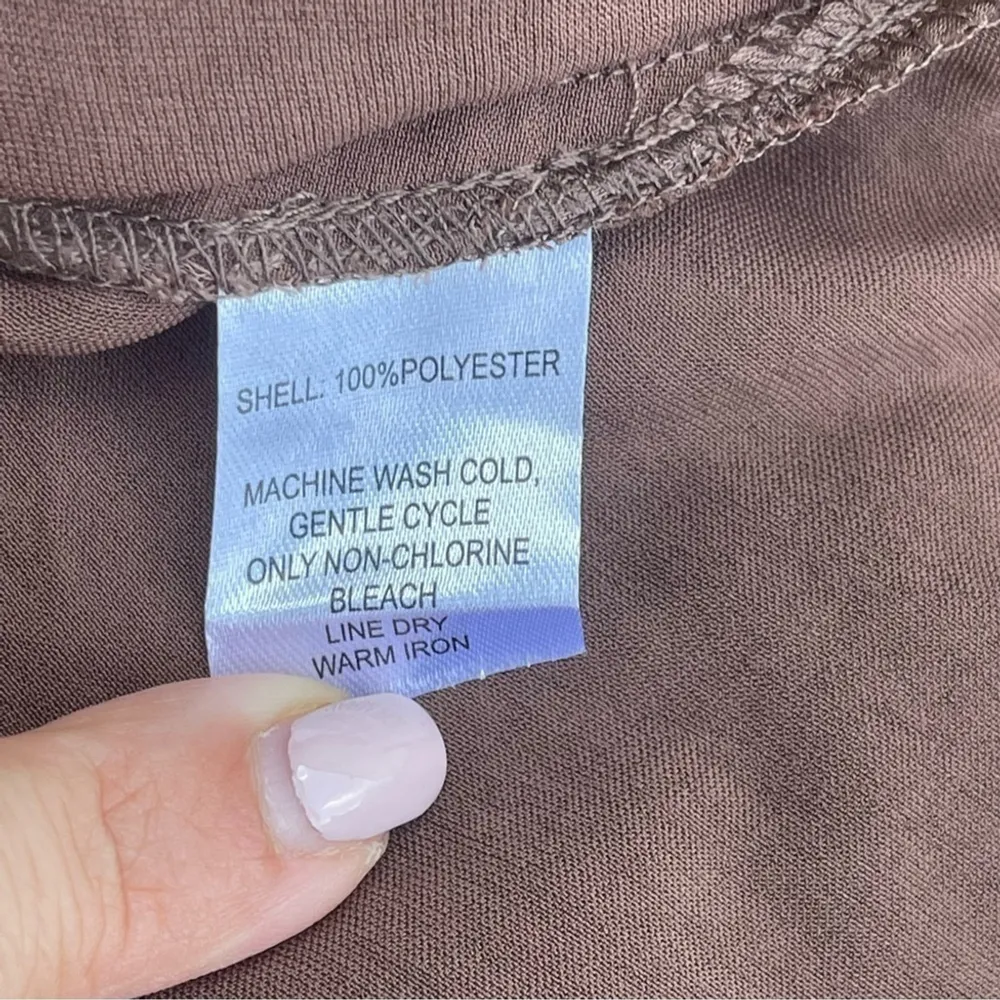 SHELL: 100%POLYESTER
MACHINE WASH COLD,
GENTLE CYCLE
ONLY NON-CHLORINE
BLEACH
LINE DRY
WARM IRON